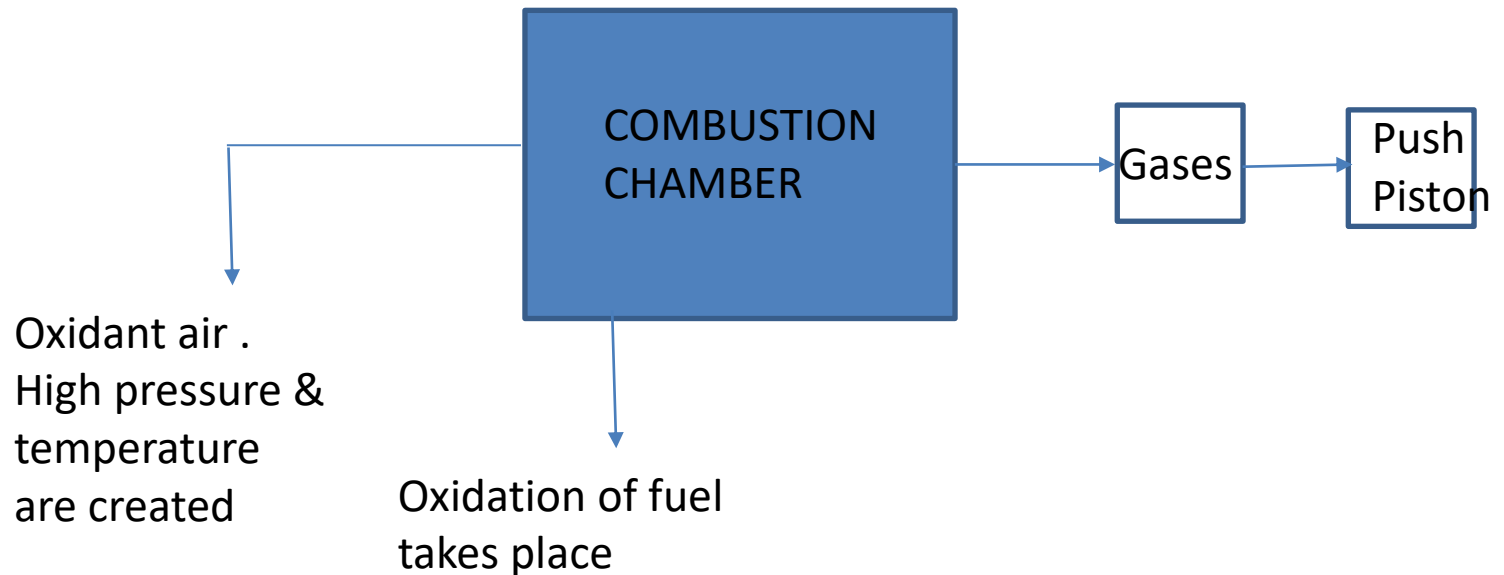 COMBUSTION
CHAMBER
Gases
Push
Piston
Oxidant air .
High pressure &
temperature
are created
Oxidation of fuel
takes place